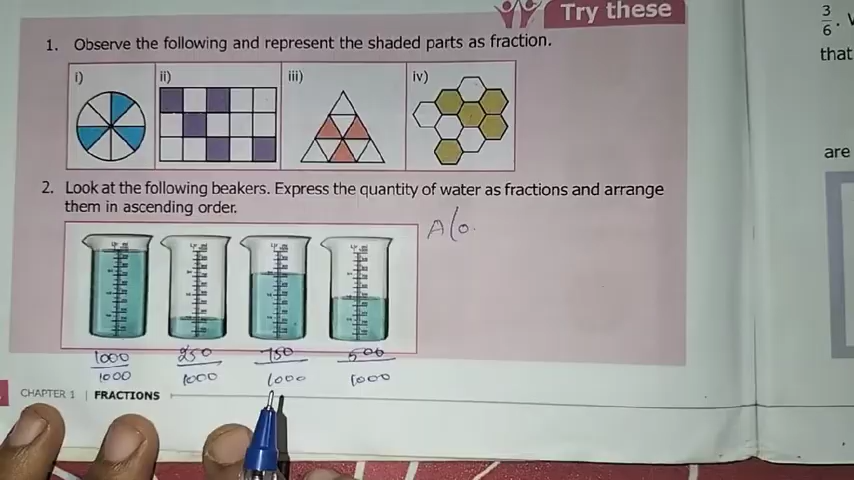 Try these
1. Observe the following and represent the shaded parts as fraction.
i) ii) iii) iv)
2. Look at the following beakers. Express the quantity of water as fractions and arrange
them in ascending order.
A(o.
1000 250 750 500
1000 1000 1000 1000
CHAPTER 1 | FRACTIONS
3
6 .
that
are